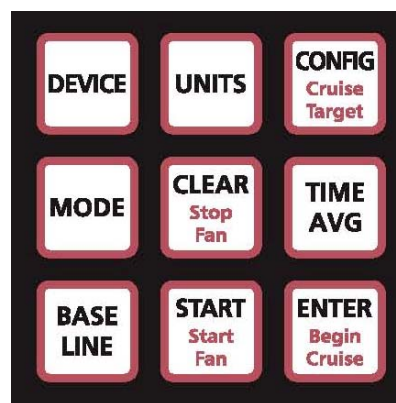 DEVICE
UNITS
CONFIG
Cruise
Target
MODE
CLEAR
Stop
Fan
TIME
AVG
BASE
LINE
START
Start
Fan
ENTER
Begin
Cruise